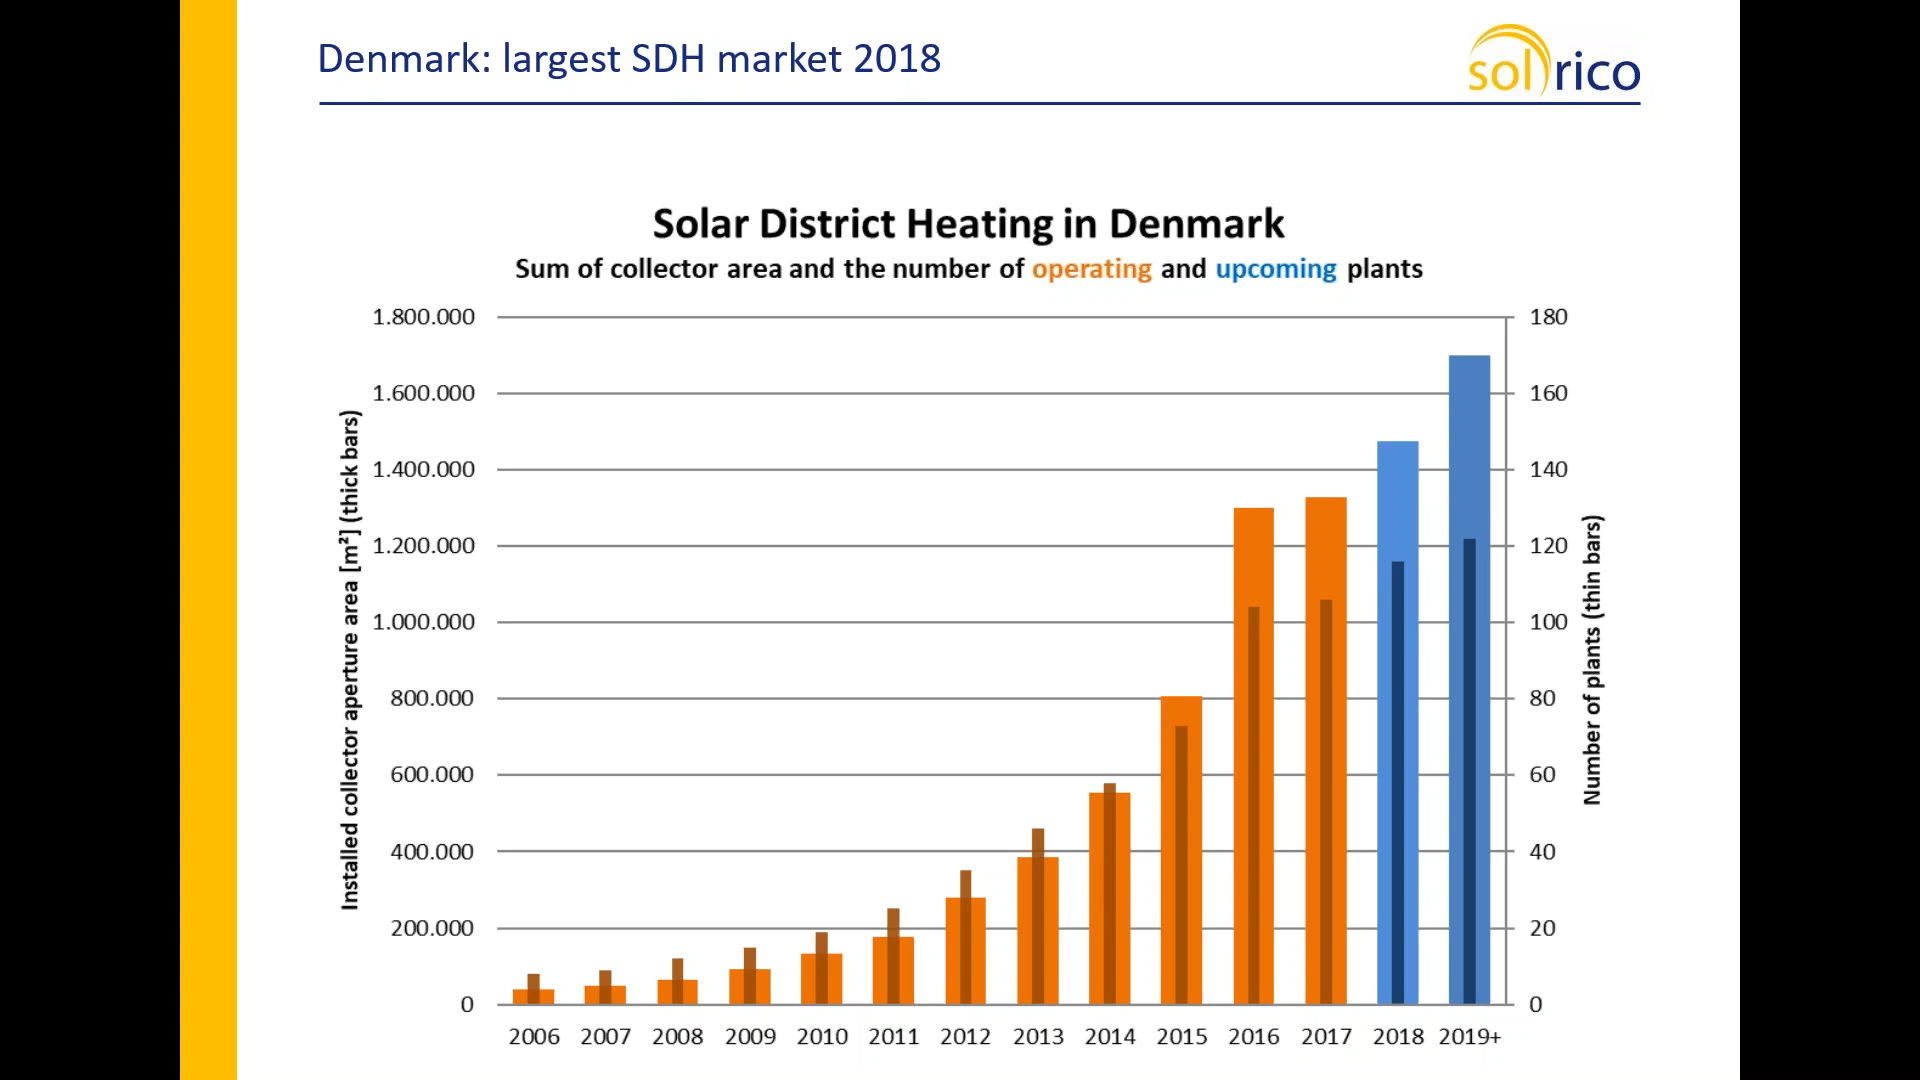 Denmark: largest SDH market 2018
solrico
Solar District Heating in Denmark
Sum of collector area and the number of operating and upcoming plants
Installed collector aperture area [m²] (thick bars)
1.800.000
1.600.000
1.400.000
1.200.000
1.000.000
800.000
600.000
400.000
200.000
0
180
160
140
120
100
80
60
40
20
0
Number of plants (thin bars)
2006 2007 2008 2009 2010 2011 2012 2013 2014 2015 2016 2017 2018 2019+